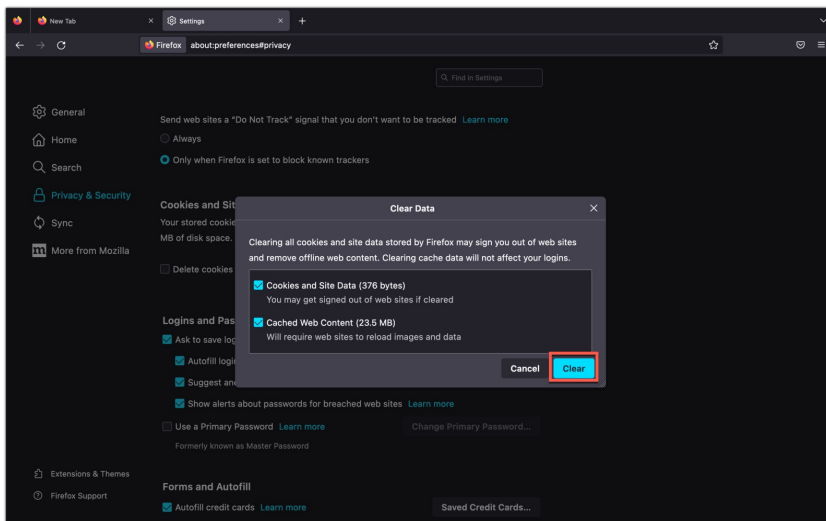 New Tab
Settings
Firefox about:preferences#privacy
Find in Settings
General
Home
Search
Privacy & Security
Sync
More from Mozilla
Extensions & Themes
Firefox Support
Send web sites a “Do Not Track” signal that you don’t want to be tracked Learn more
Always
Only when Firefox is set to block known trackers
Cookies and Sit
Your stored cookie
MB of disk space.
Delete cookies
Clear Data
Clearing all cookies and site data stored by Firefox may sign you out of web sites
and remove offline web content. Clearing cache data will not affect your logins.
Cookies and Site Data (376 bytes)
You may get signed out of web sites if cleared
Cached Web Content (23.5 MB)
Will require web sites to reload images and data
Cancel Clear
Logins and Pas
Ask to save log
Autofill logi
Suggest an
Show alerts about passwords for breached web sites Learn more
Use a Primary Password Learn more Change Primary Password...
Formerly known as Master Password
Forms and Autofill
Autofill credit cards Learn more Saved Credit Cards...